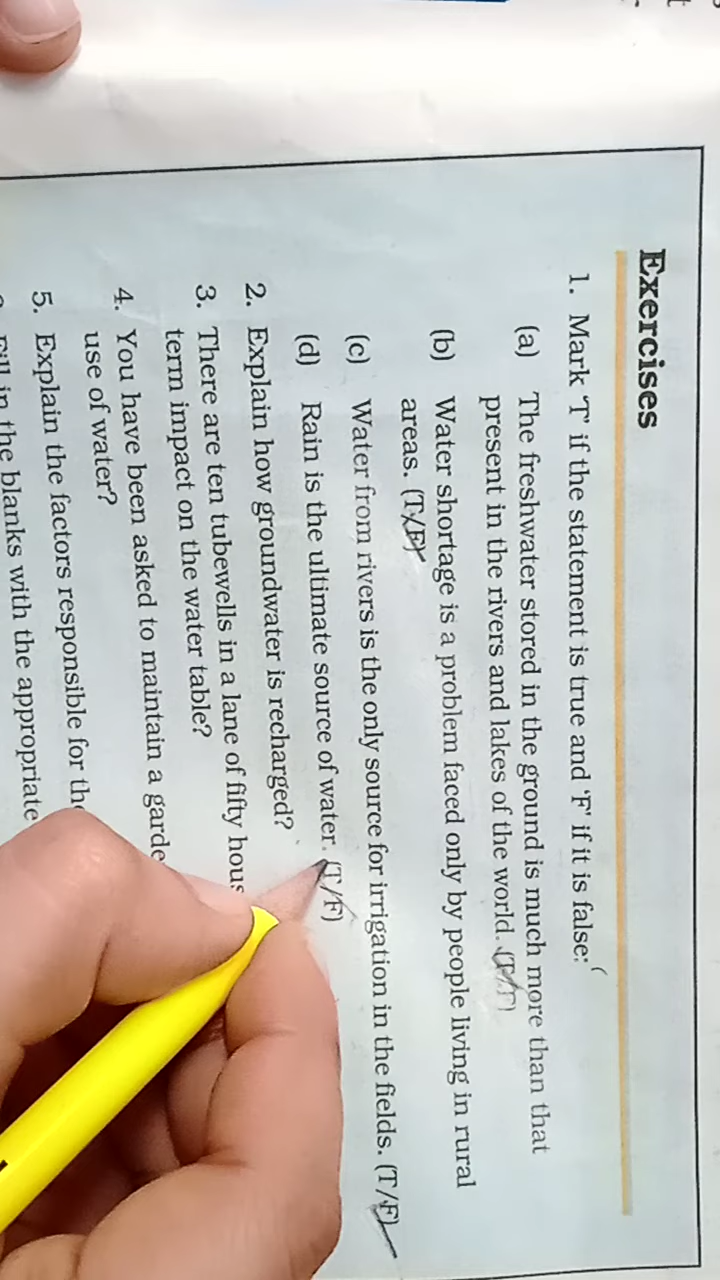 Exercises
1. Mark 'T' if the statement is true and 'F' if it is false:
(a) The freshwater stored in the ground is much more than that
present in the rivers and lakes of the world. (T/F)
(b) Water shortage is a problem faced only by people living in rural
areas. (T/F)
(c) Water from rivers is the only source for irrigation in the fields. (T/F)
(d) Rain is the ultimate source of water. (T/F)
2. Explain how groundwater is recharged?
3. There are ten tubewells in a lane of fifty hous
term impact on the water table?
4. You have been asked to maintain a garde
use of water?
5. Explain the factors responsible for the
in the blanks with the appropriate